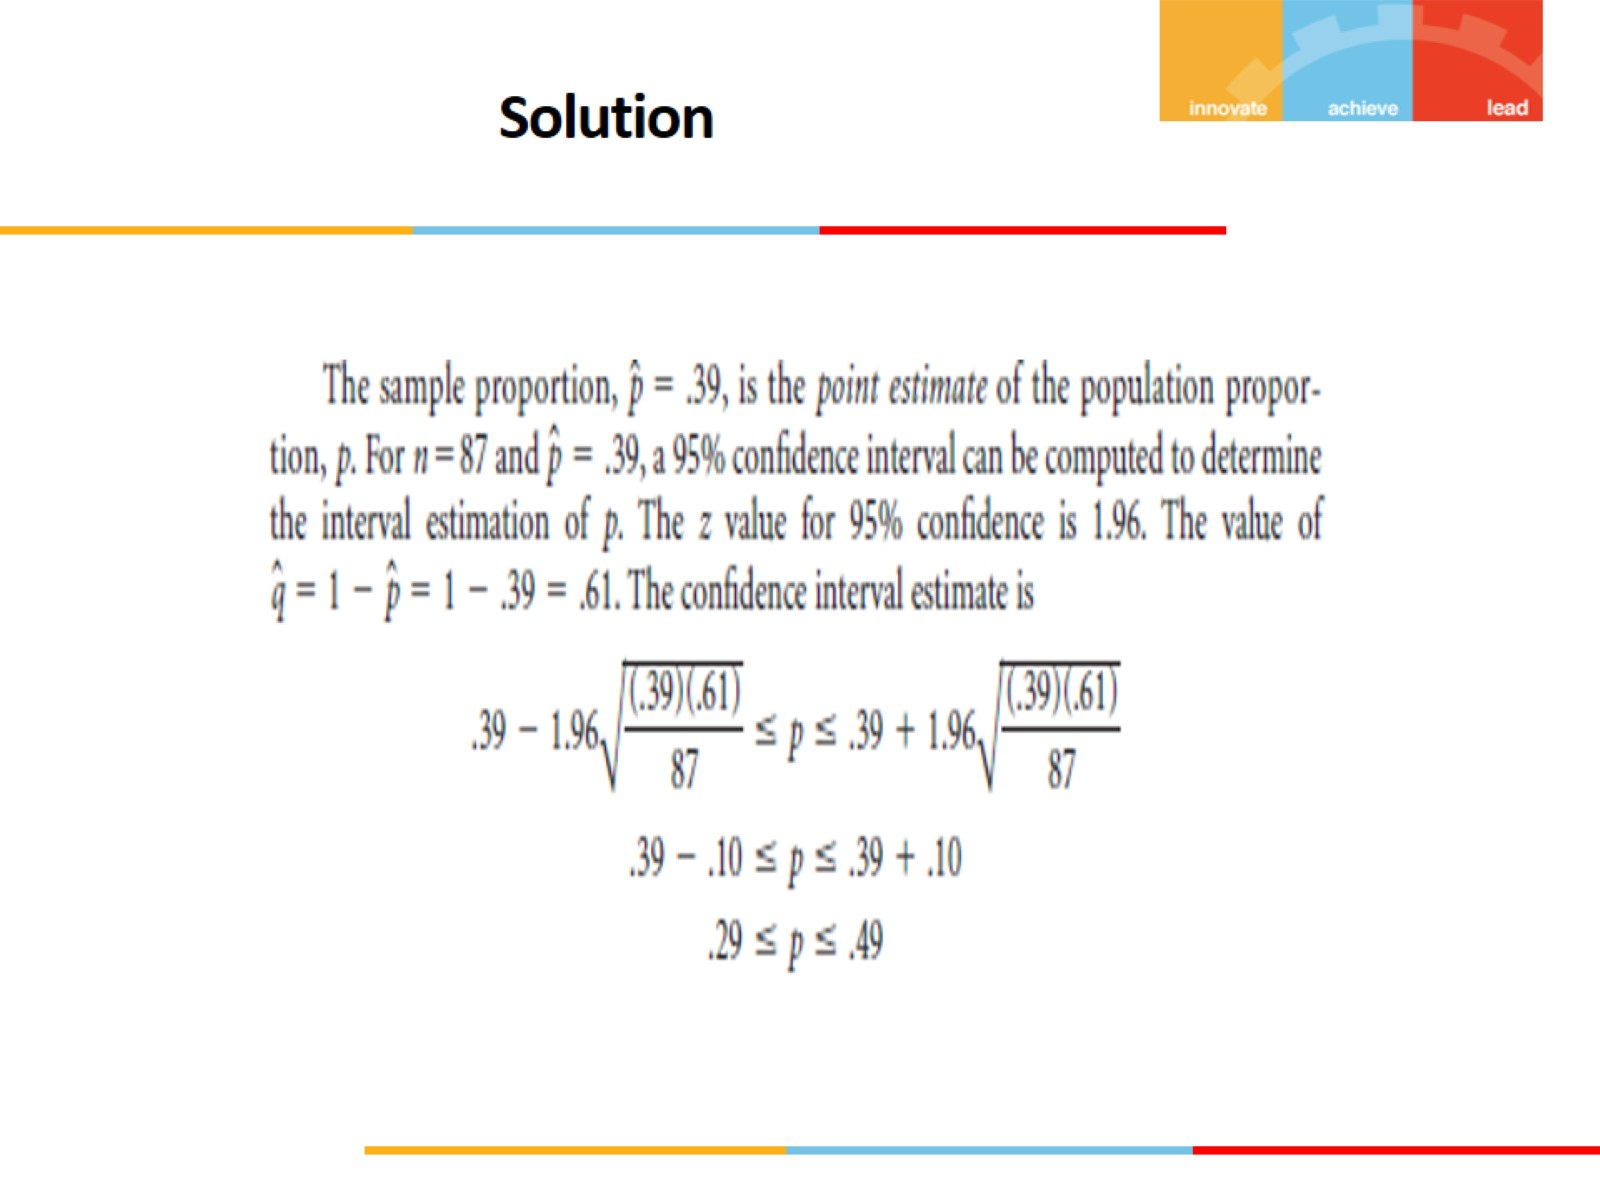 innovate achieve lead
Solution
The sample proportion, p̂ = .39, is the point estimate of the population propor-
tion, p. For n = 87 and p̂ = .39, a 95% confidence interval can be computed to determine
the interval estimation of p. The z value for 95% confidence is 1.96. The value of
q̂ = 1 − p̂ = 1 − .39 = .61. The confidence interval estimate is
.39 − 1.96√((.39)(.61)/87) ≤ p ≤ .39 + 1.96√((.39)(.61)/87)
.39 − .10 ≤ p ≤ .39 + .10
.29 ≤ p ≤ .49